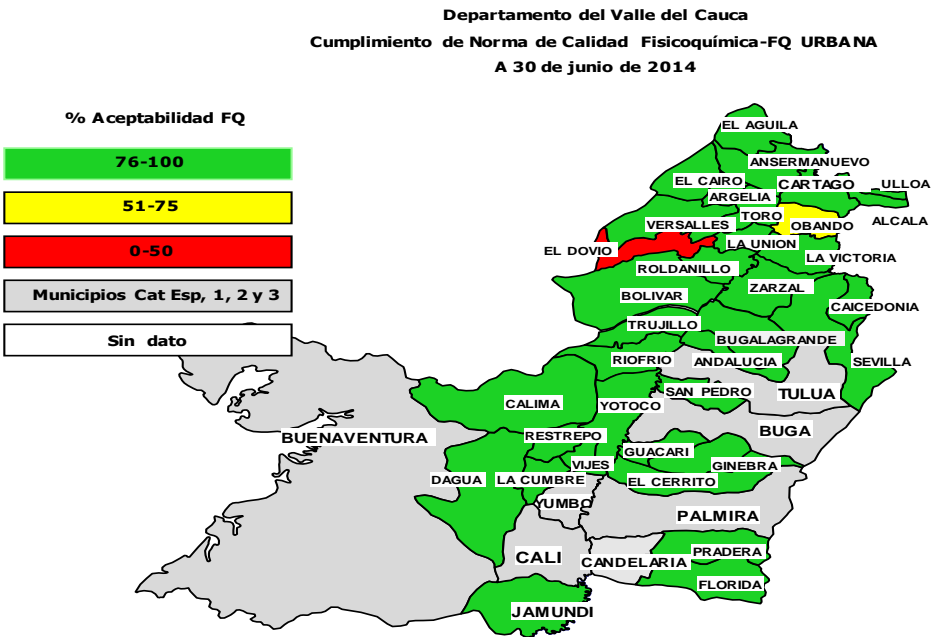 Departamento del Valle del Cauca
Cumplimiento de Norma de Calidad Fisicoquímica-FQ URBANA
A 30 de junio de 2014
% Aceptabilidad FQ
76-100
51-75
0-50
Municipios Cat Esp, 1, 2 y 3
Sin dato
EL AGUILA
ANSERMANUEVO
EL CAIRO
CARTAGO
ULLOA
ARGELIA
TORO
ALCALA
VERSALLES
OBANDO
EL DOVIO
LA UNION
LA VICTORIA
ROLDANILLO
ZARZAL
BOLIVAR
CAICEDONIA
TRUJILLO
BUGALAGRANDE
RIOFRIO
ANDALUCIA
SEVILLA
SAN PEDRO
TULUA
CALIMA
YOTOCO
BUGA
BUENAVENTURA
RESTREPO
GUACARI
VIJES
GINEBRA
DAGUA
LA CUMBRE
EL CERRITO
YUMBO
PALMIRA
CALI
CANDELARIA
PRADERA
FLORIDA
JAMUNDI